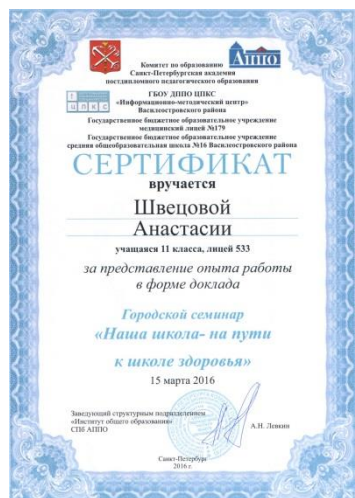 Комитет по образованию
Санкт-Петербургская академия
постдипломного педагогического образования
АППО
ГБОУ ДППО ЦПКС
«Информационно-методический центр»
Василеостровского района
ЦПКС
Государственное бюджетное образовательное учреждение
медицинский лицей №179
Государственное бюджетное образовательное учреждение
средняя общеобразовательная школа №16 Василеостровского района
СЕРТИФИКАТ
вручается
Швецовой
Анастасии
учащаяся 11 класса, лицей 533
за представление опыта работы
в форме доклада
Городской семинар
«Наша школа- на пути
к школе здоровья»
15 марта 2016
Заведующий структурным подразделением
«Институт общего образования»
СПб АППО
А.Н. Левкин
Санкт-Петербург
2016 г.